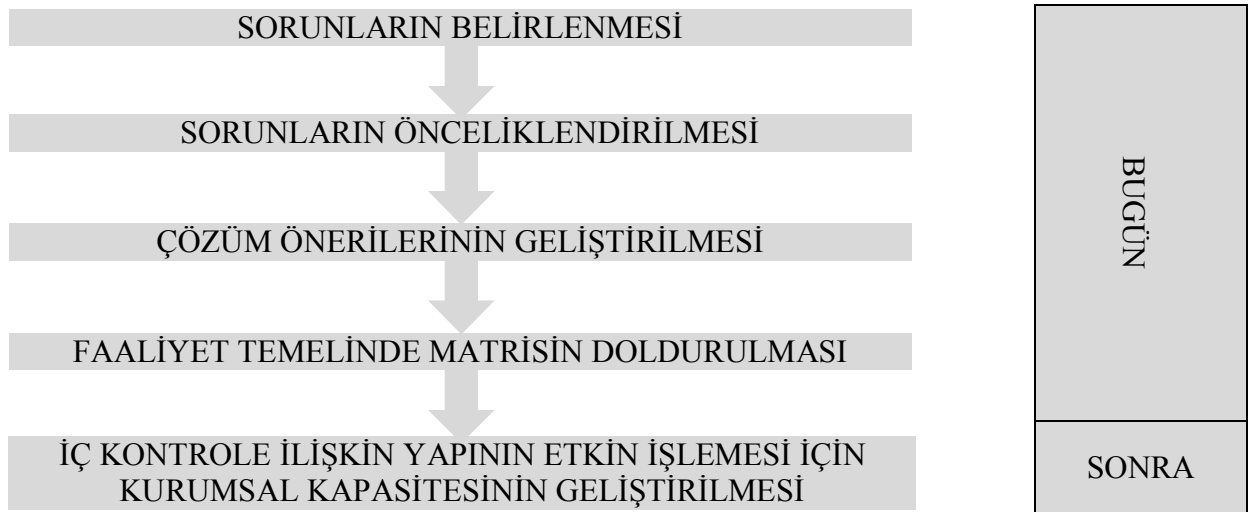 SORUNLARIN BELİRLENMESİ
SORUNLARIN ÖNCELİKLENDİRİLMESİ
ÇÖZÜM ÖNERİLERİNİN GELİŞTİRİLMESİ
FAALİYET TEMELİNDE MATRİSİN DOLDURULMASI
İÇ KONTROLE İLİŞKİN YAPININ ETKİN İŞLEMESİ İÇİN
KURUMSAL KAPASİTESİNİN GELİŞTİRİLMESİ
BUGÜN
SONRA